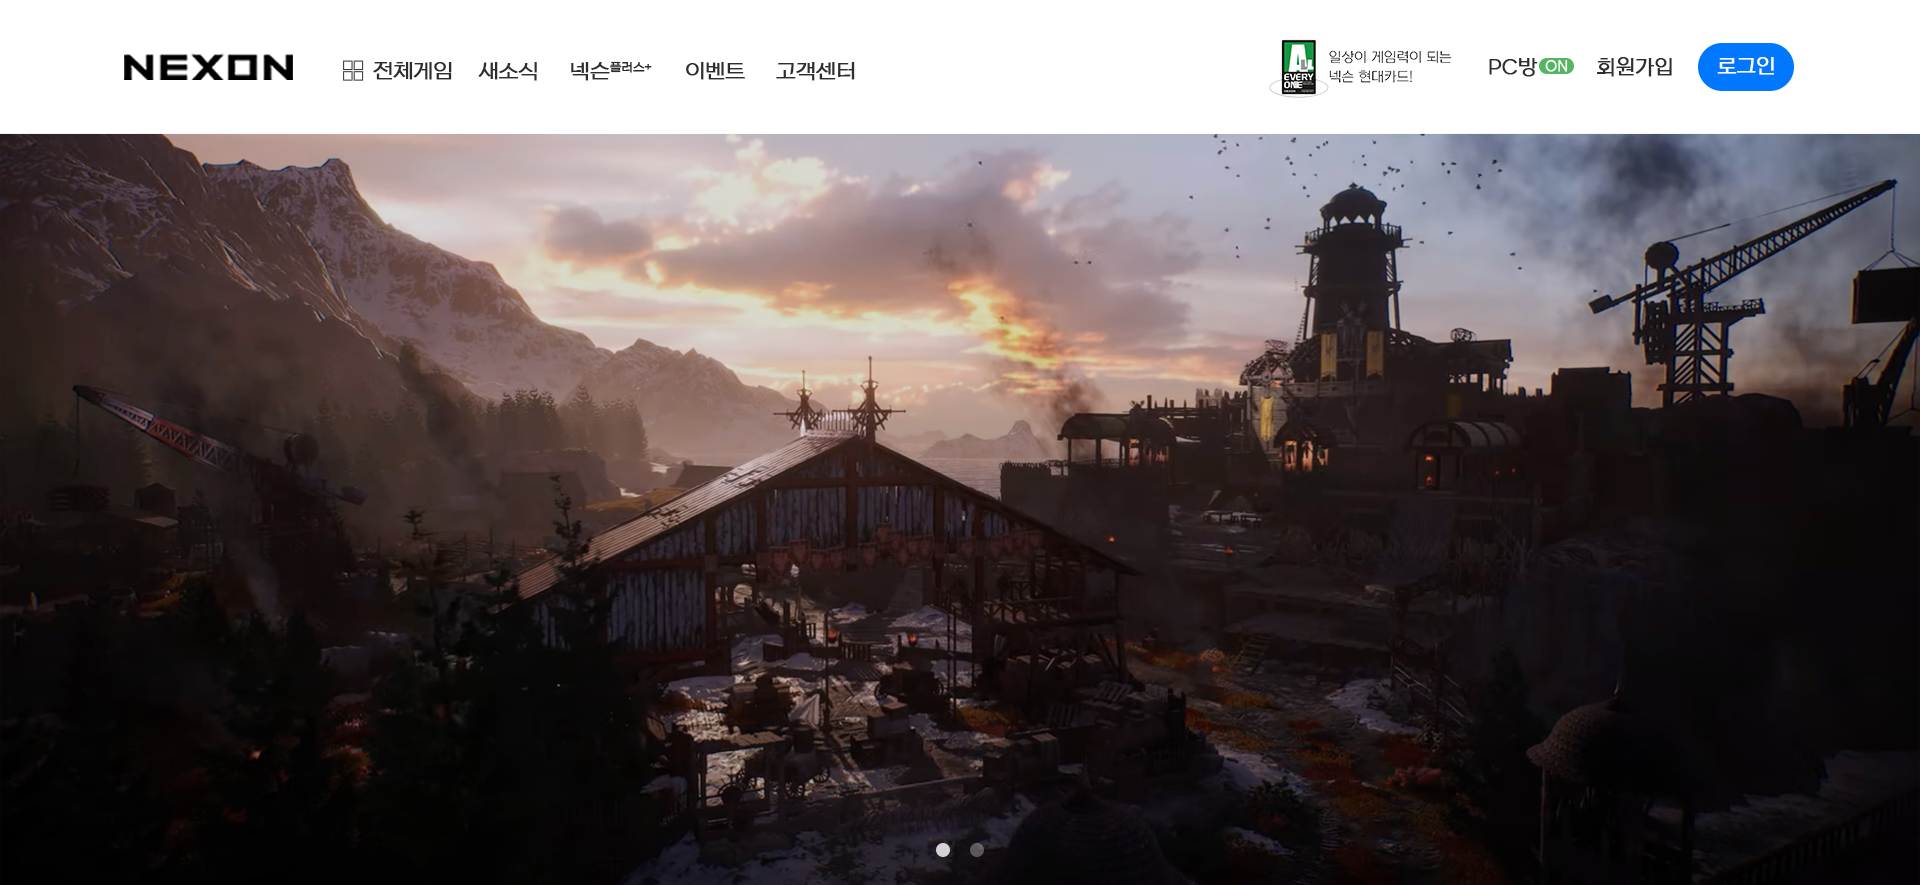 NEXON
전체게임 새소식 넥슨플러스+ 이벤트 고객센터
ALL
EVERY
ONE
일상이 게임력이 되는
넥슨 현대카드!
PC방 ON 회원가입 로그인